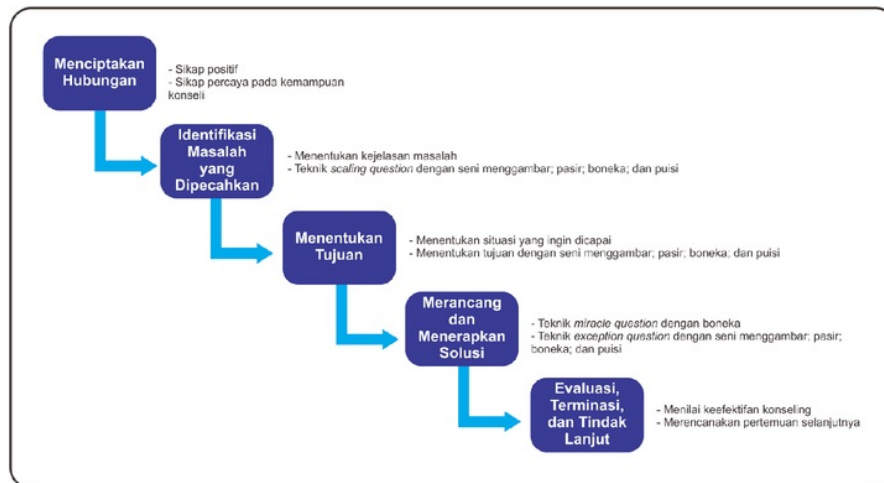 Menciptakan
Hubungan
- Sikap positif
- Sikap percaya pada kemampuan
konseli
Identifikasi
Masalah
yang
Dipecahkan
- Menentukan kejelasan masalah
- Teknik scaling question dengan seni menggambar; pasir; boneka; dan puisi
Menentukan
Tujuan
- Menentukan situasi yang ingin dicapai
- Menentukan tujuan dengan seni menggambar; pasir; boneka; dan puisi
Merancang
dan
Menerapkan
Solusi
- Teknik miracle question dengan boneka
- Teknik exception question dengan seni menggambar; pasir;
boneka; dan puisi
Evaluasi,
Terminasi,
dan Tindak
Lanjut
- Menilai keefektifan konseling
- Merencanakan pertemuan selanjutnya